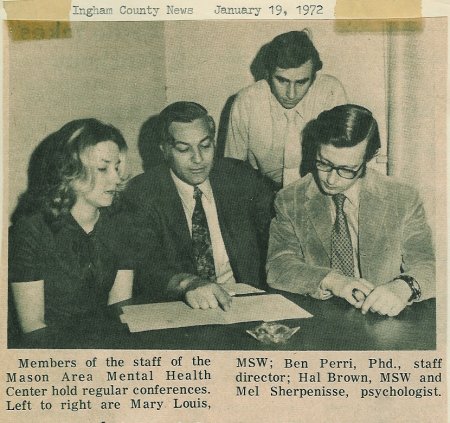 Ingham County News   January 19, 1972
Members of the staff of the
Mason Area Mental Health
Center hold regular conferences.
Left to right are Mary Louis,
MSW; Ben Perri, Phd., staff
director; Hal Brown, MSW and
Mel Sherpenisse, psychologist.